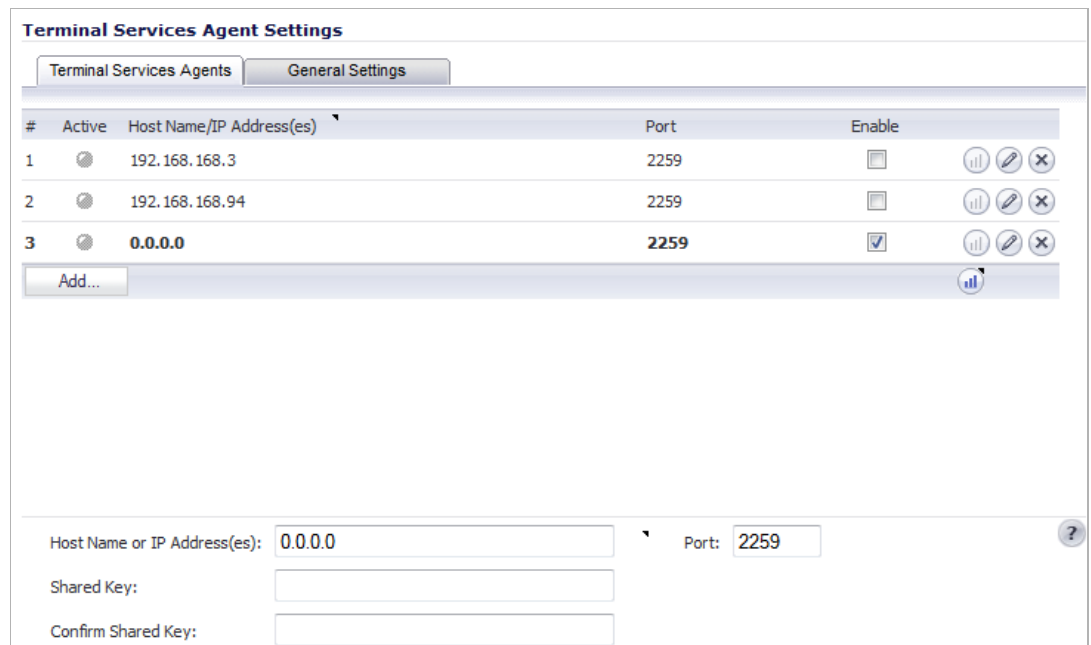 Terminal Services Agent Settings
Terminal Services Agents General Settings
# Active Host Name/IP Address(es) Port Enable
1 192.168.168.3 2259
2 192.168.168.94 2259
3 0.0.0.0 2259
Add...
Host Name or IP Address(es): 0.0.0.0 Port: 2259 ?
Shared Key:
Confirm Shared Key: